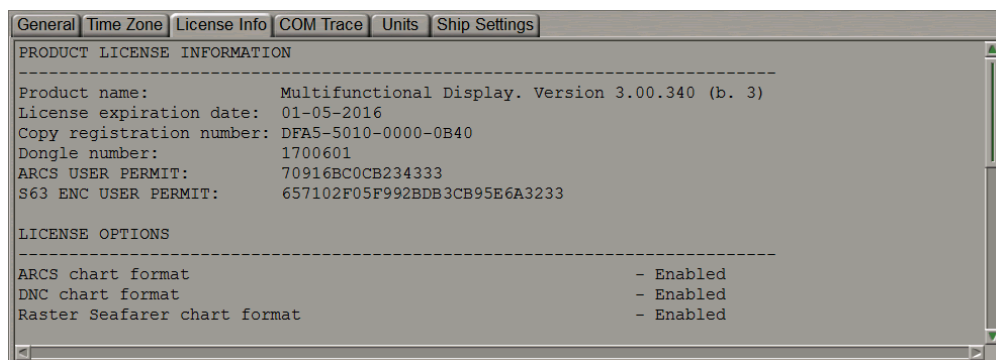 General Time Zone License Info COM Trace Units Ship Settings
PRODUCT LICENSE INFORMATION
---------------------------------------------------------------------------
Product name: Multifunctional Display. Version 3.00.340 (b. 3)
License expiration date: 01-05-2016
Copy registration number: DFA5-5010-0000-0B40
Dongle number: 1700601
ARCS USER PERMIT: 70916BC0CB234333
S63 ENC USER PERMIT: 657102F05F992BDB3CB95E6A3233
LICENSE OPTIONS
---------------------------------------------------------------------------
ARCS chart format - Enabled
DNC chart format - Enabled
Raster Seafarer chart format - Enabled